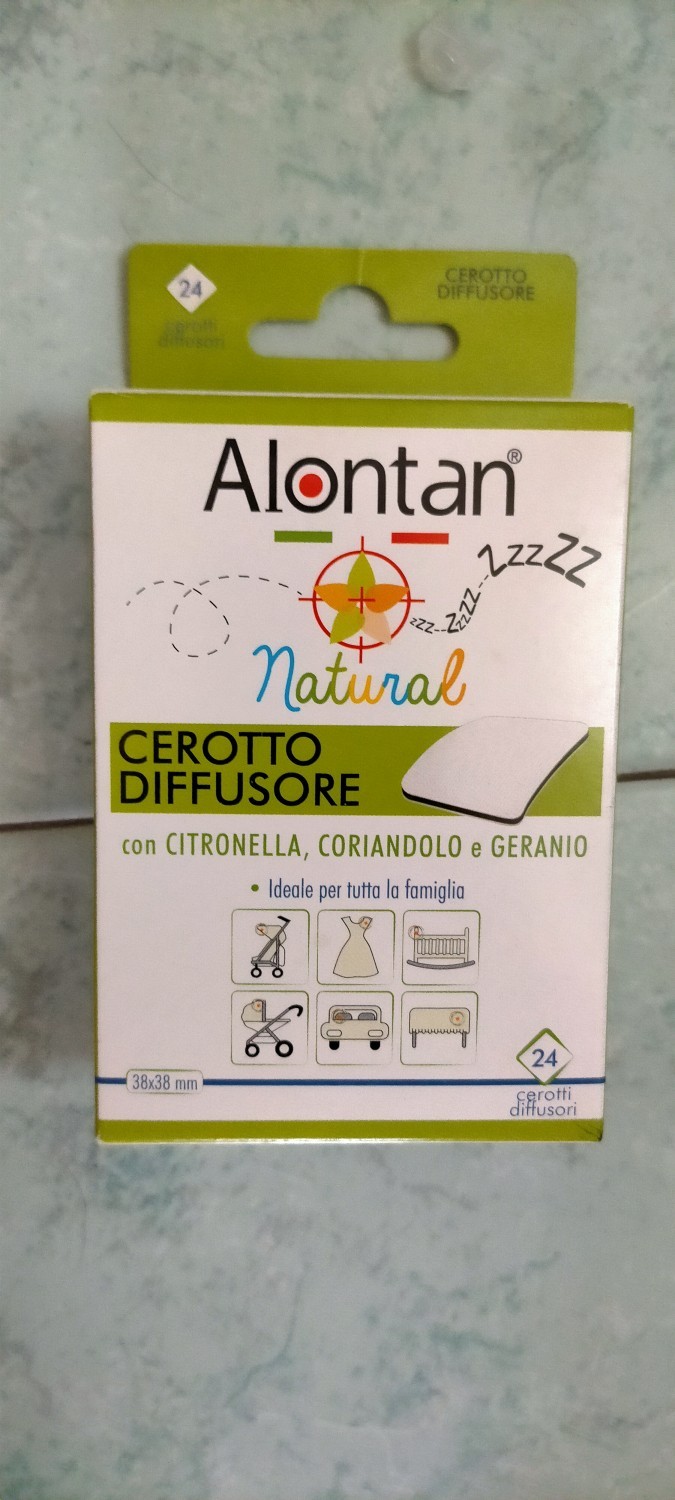 24
cerotti
diffusori
CEROTTO
DIFFUSORE
Alontan®
zzz--zzzzz--zzzZZ
Natural
CEROTTO
DIFFUSORE
con CITRONELLA, CORIANDOLO e GERANIO
• Ideale per tutta la famiglia
38x38 mm
24
cerotti
diffusori